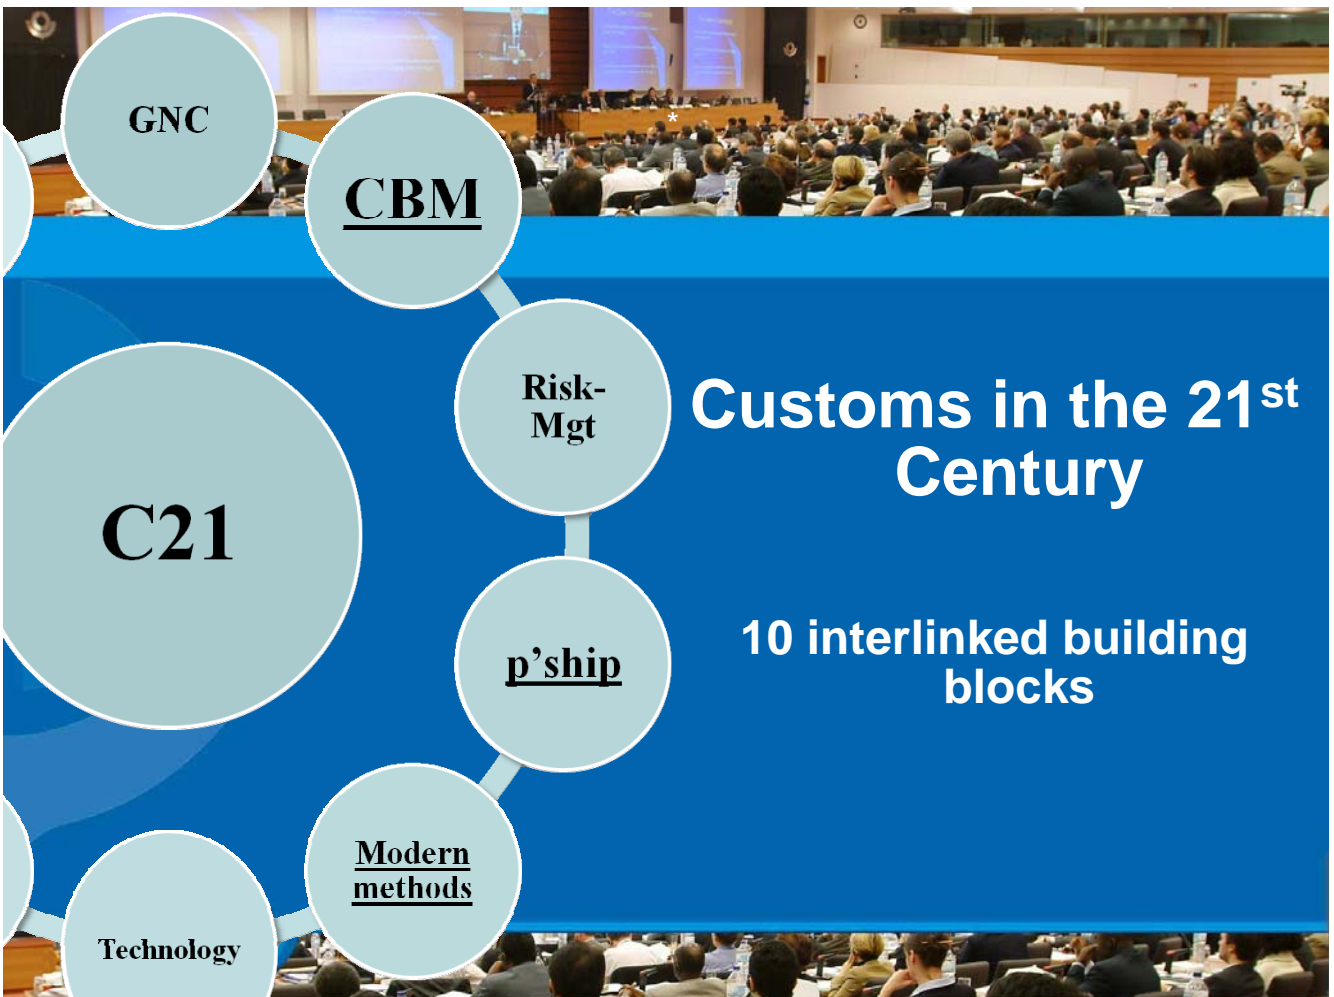 GNC
CBM
Risk-
Mgt
p'ship
Modern
methods
Technology
C21
*
Customs in the 21st
Century
10 interlinked building
blocks